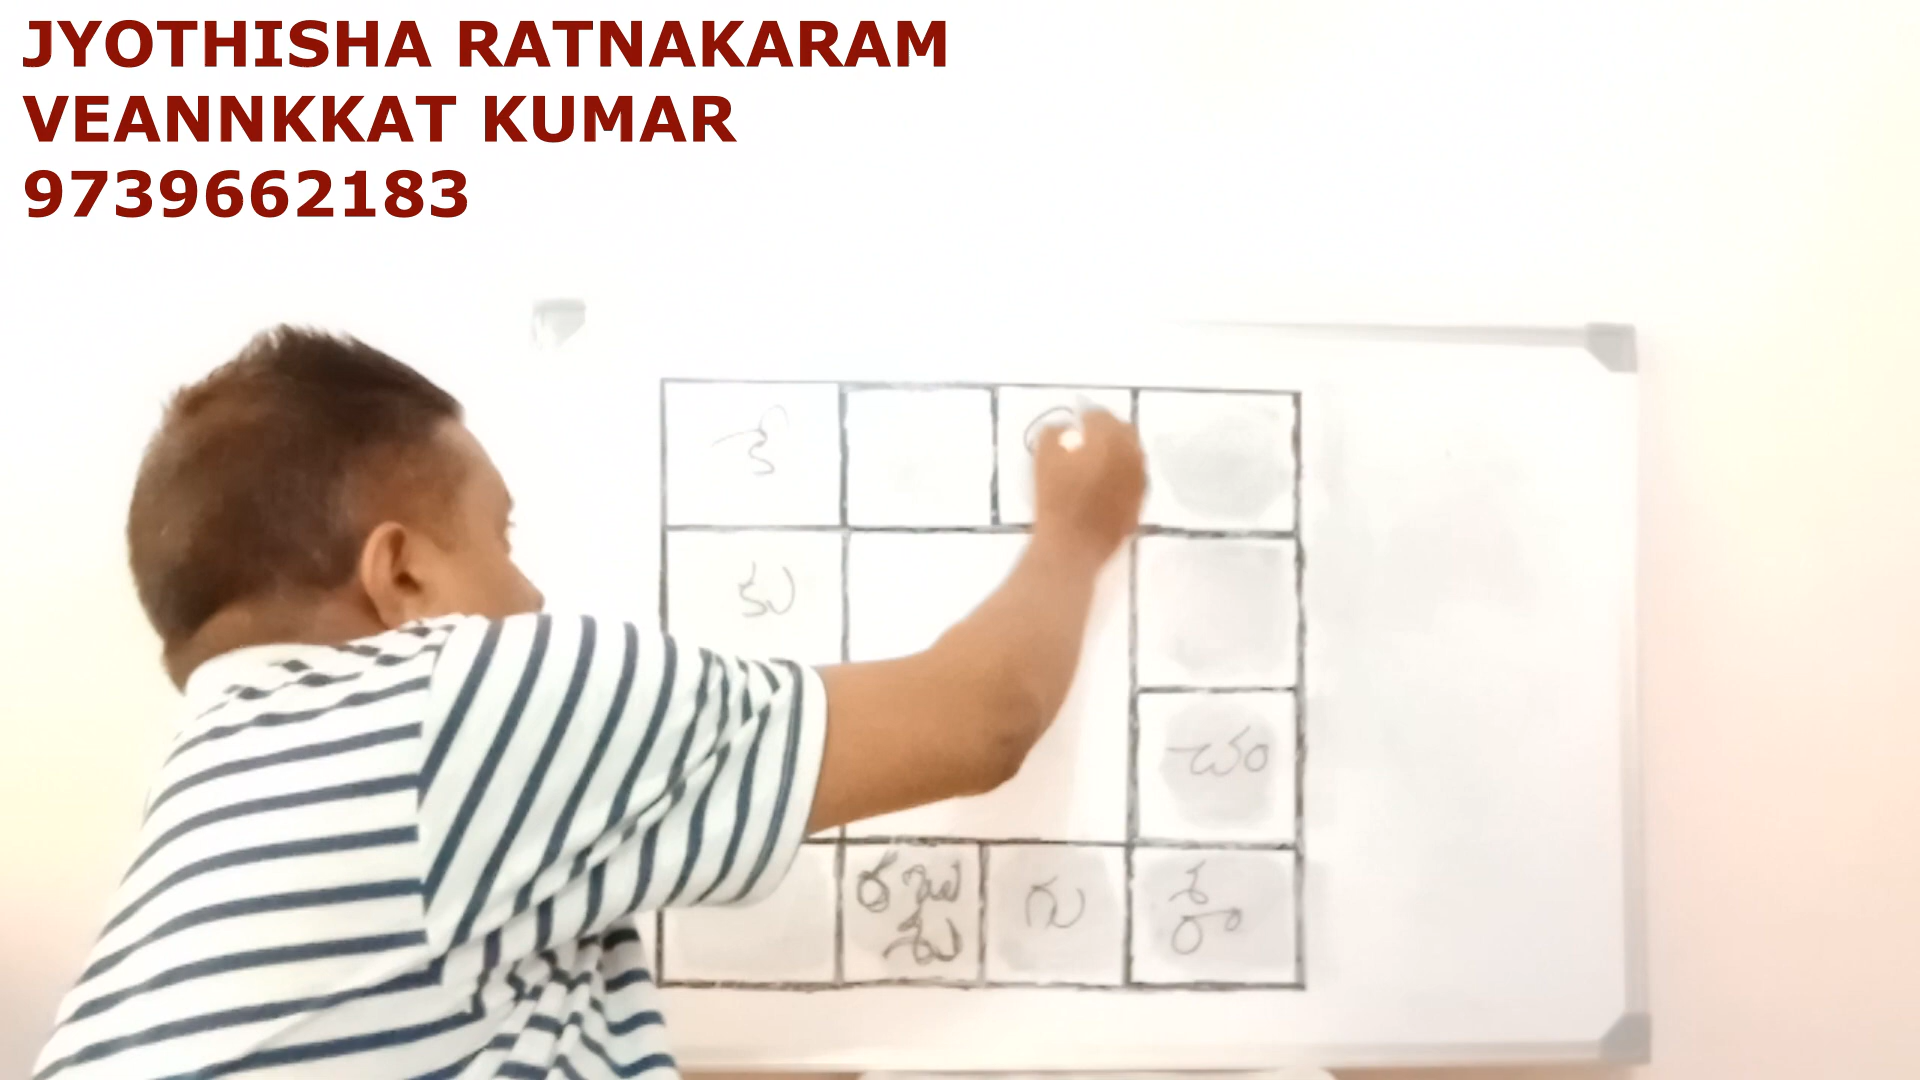 JYOTHISHA RATNAKARAM
VEANNKKAT KUMAR
9739662183
కే
కు
చం
ర బు
శు
గు
శ
రా